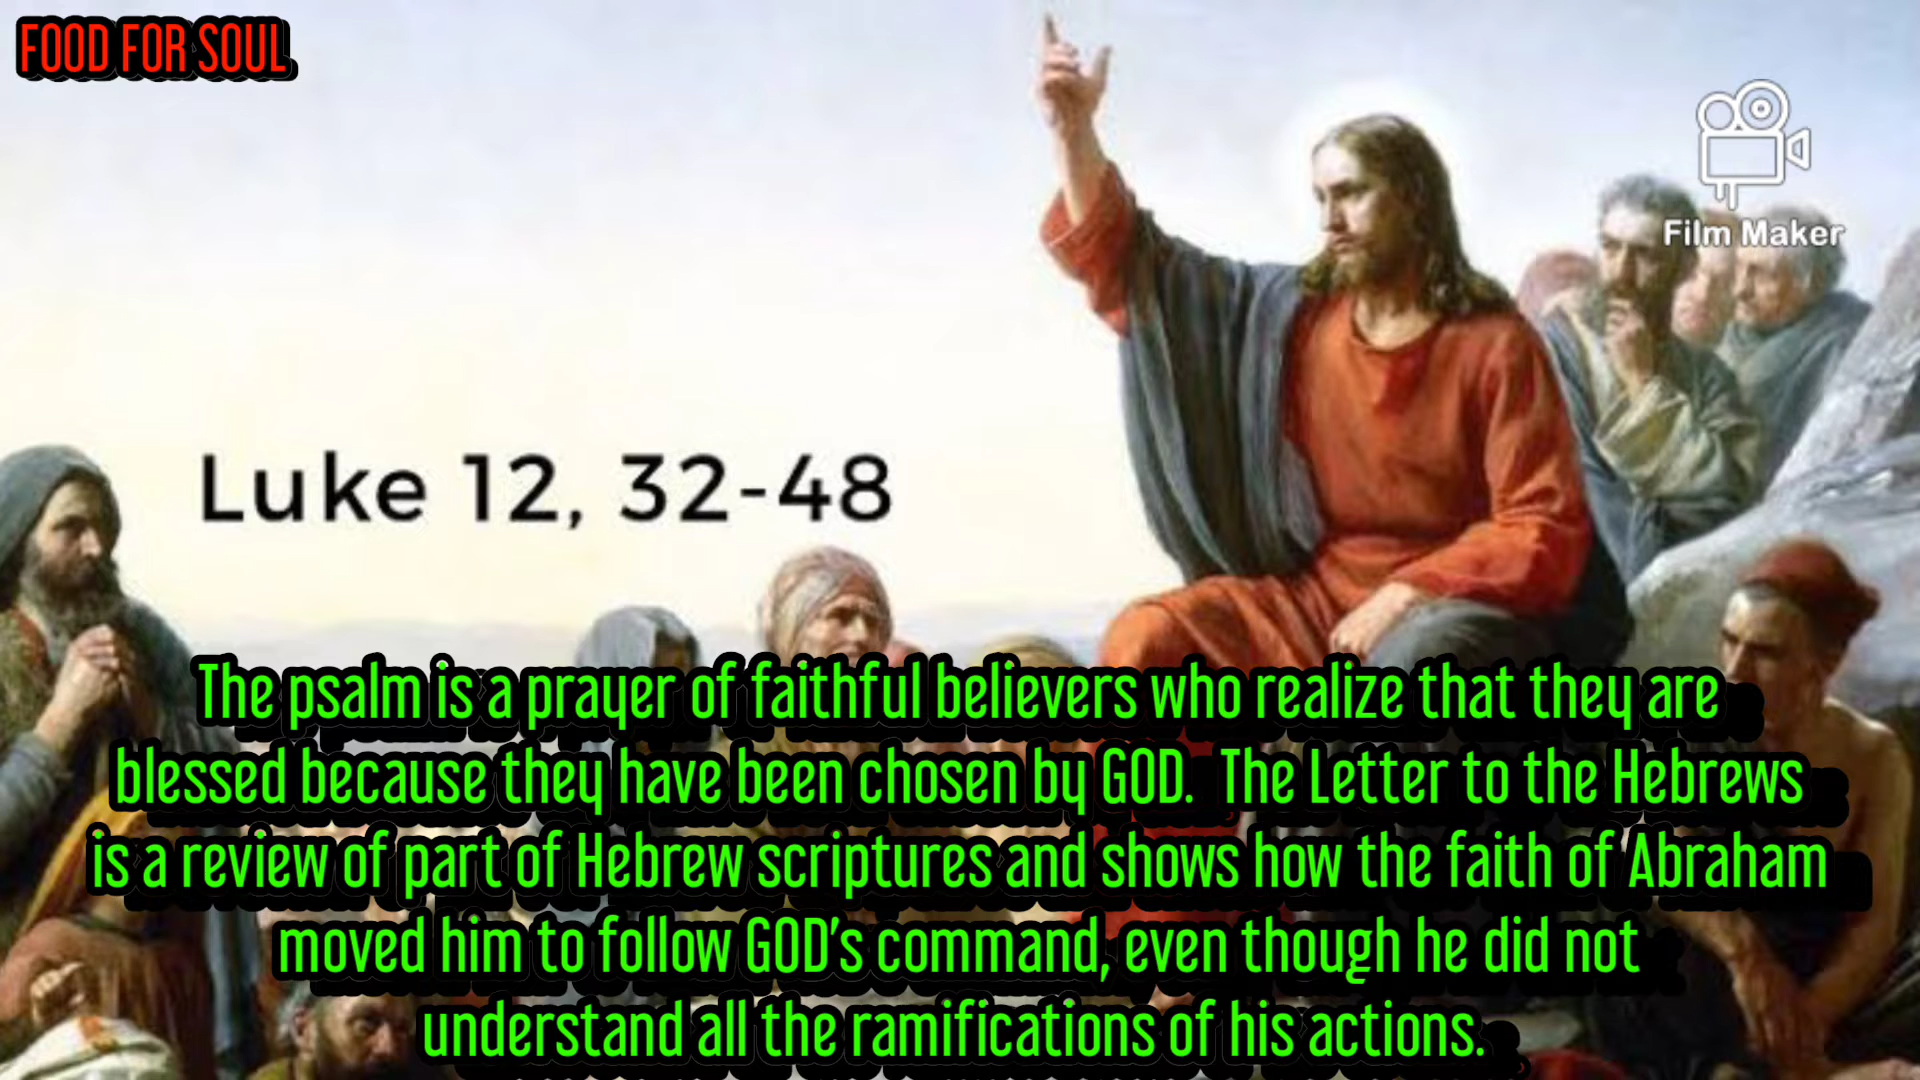 FOOD FOR SOUL
Film Maker
Luke 12, 32-48
The psalm is a prayer of faithful believers who realize that they are
blessed because they have been chosen by GOD. The Letter to the Hebrews
is a review of part of Hebrew scriptures and shows how the faith of Abraham
moved him to follow GOD's command, even though he did not
understand all the ramifications of his actions.